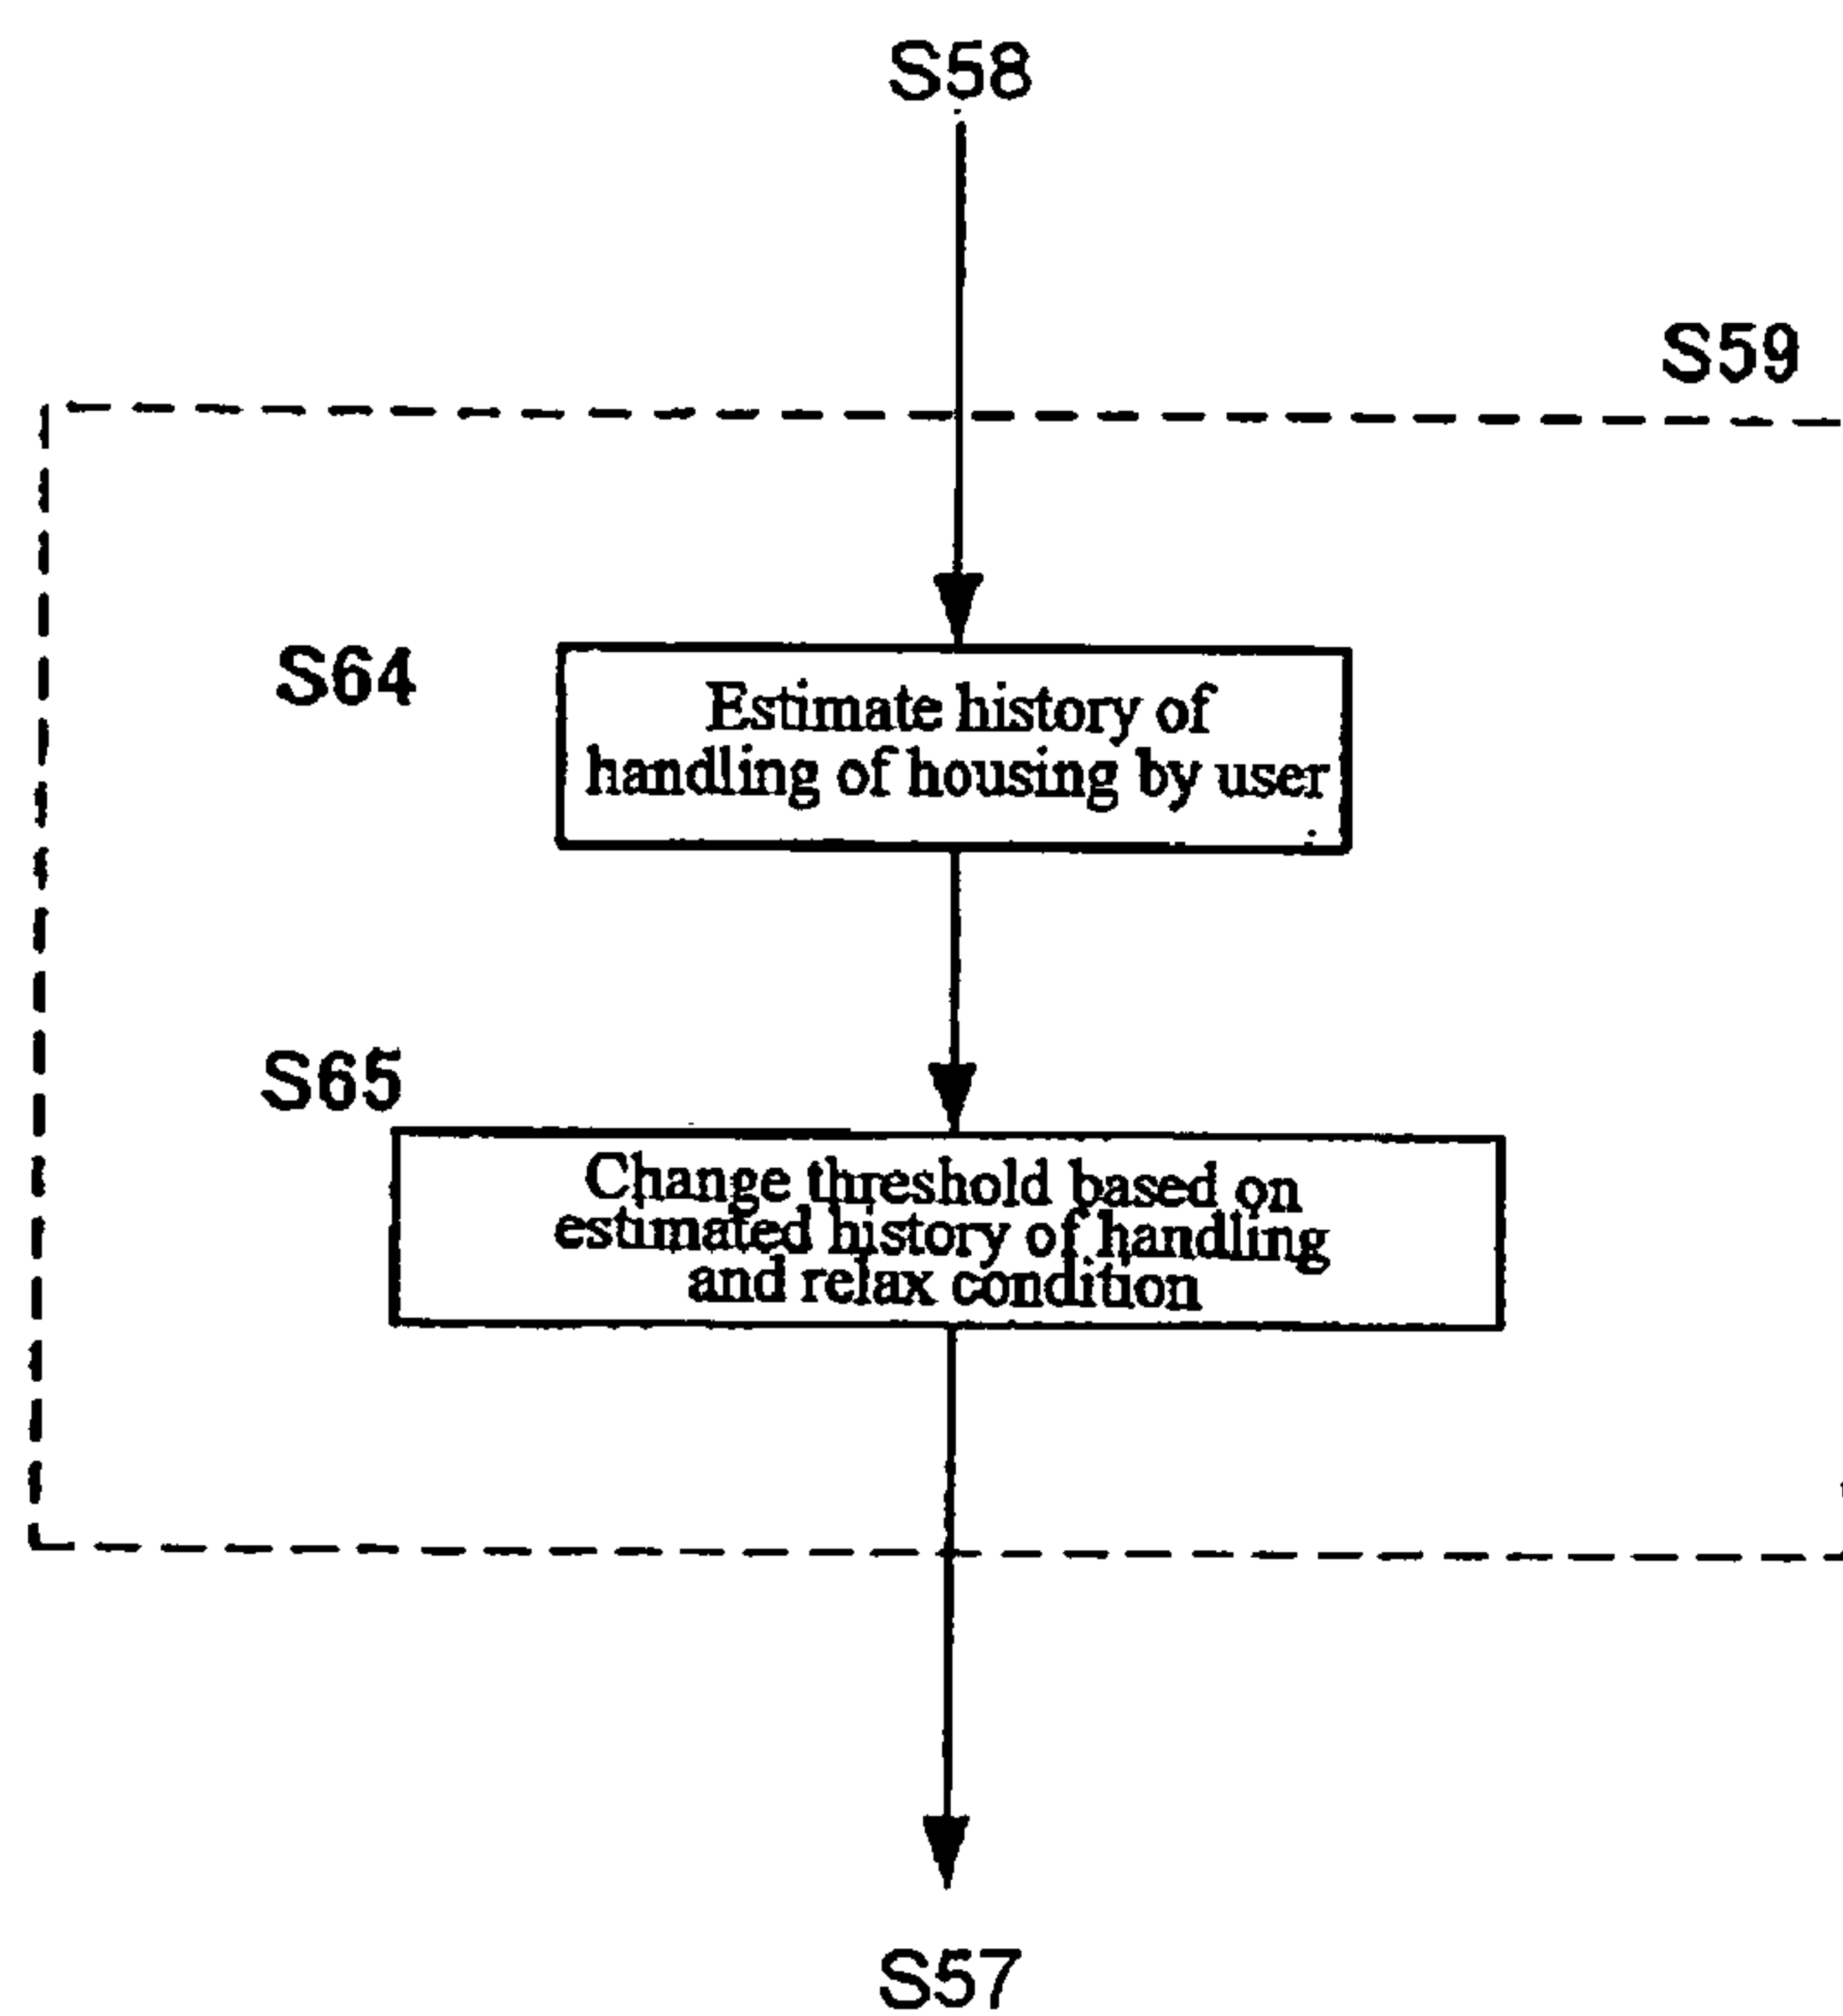 S58
S59
S64
Estimate history of
handling of housing by user
S65
Change threshold based on
estimated history of handling
and relax condition
S57